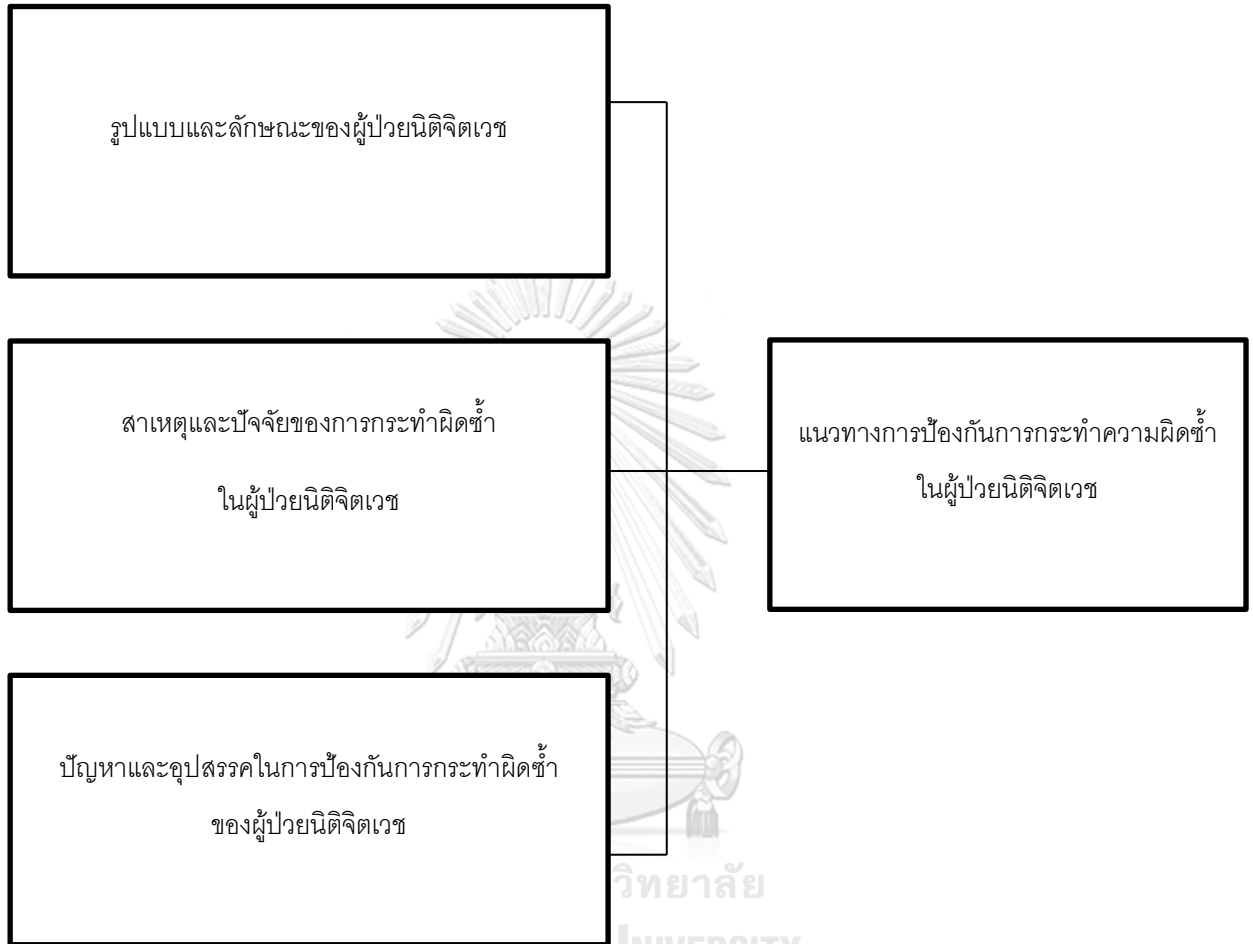 รูปแบบและลักษณะของผู้ป่วยนิติจิตเวช
สาเหตุและปัจจัยของการกระทำผิดซ้ำ
ในผู้ป่วยนิติจิตเวช
แนวทางการป้องกันการกระทำความผิดซ้ำ
ในผู้ป่วยนิติจิตเวช
ปัญหาและอุปสรรคในการป้องกันการกระทำผิดซ้ำ
ของผู้ป่วยนิติจิตเวช
วิทยาลัย
UNIVERSITY